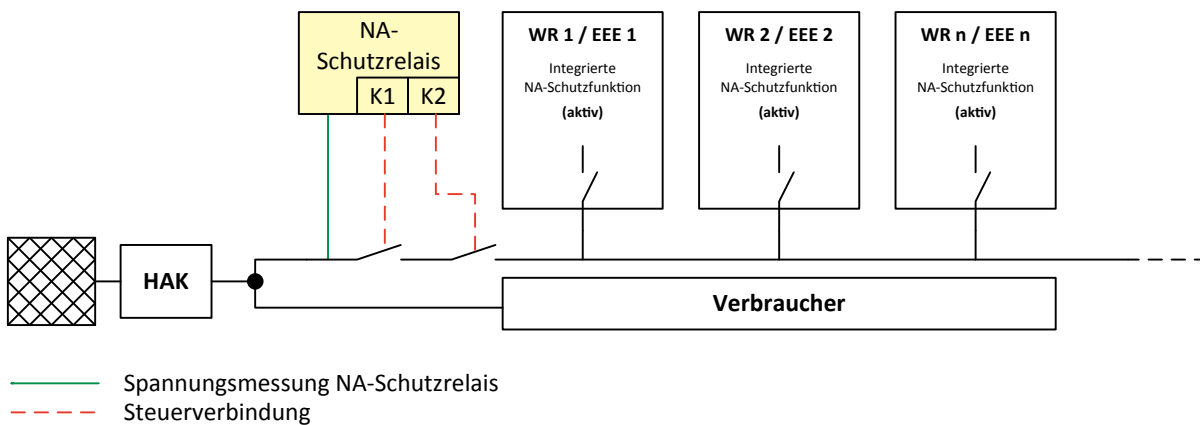 NA-
Schutzrelais
K1 K2
WR 1 / EEE 1
Integrierte
NA-Schutzfunktion
(aktiv)
WR 2 / EEE 2
Integrierte
NA-Schutzfunktion
(aktiv)
WR n / EEE n
Integrierte
NA-Schutzfunktion
(aktiv)
HAK
Verbraucher
Spannungsmessung NA-Schutzrelais
Steuerverbindung